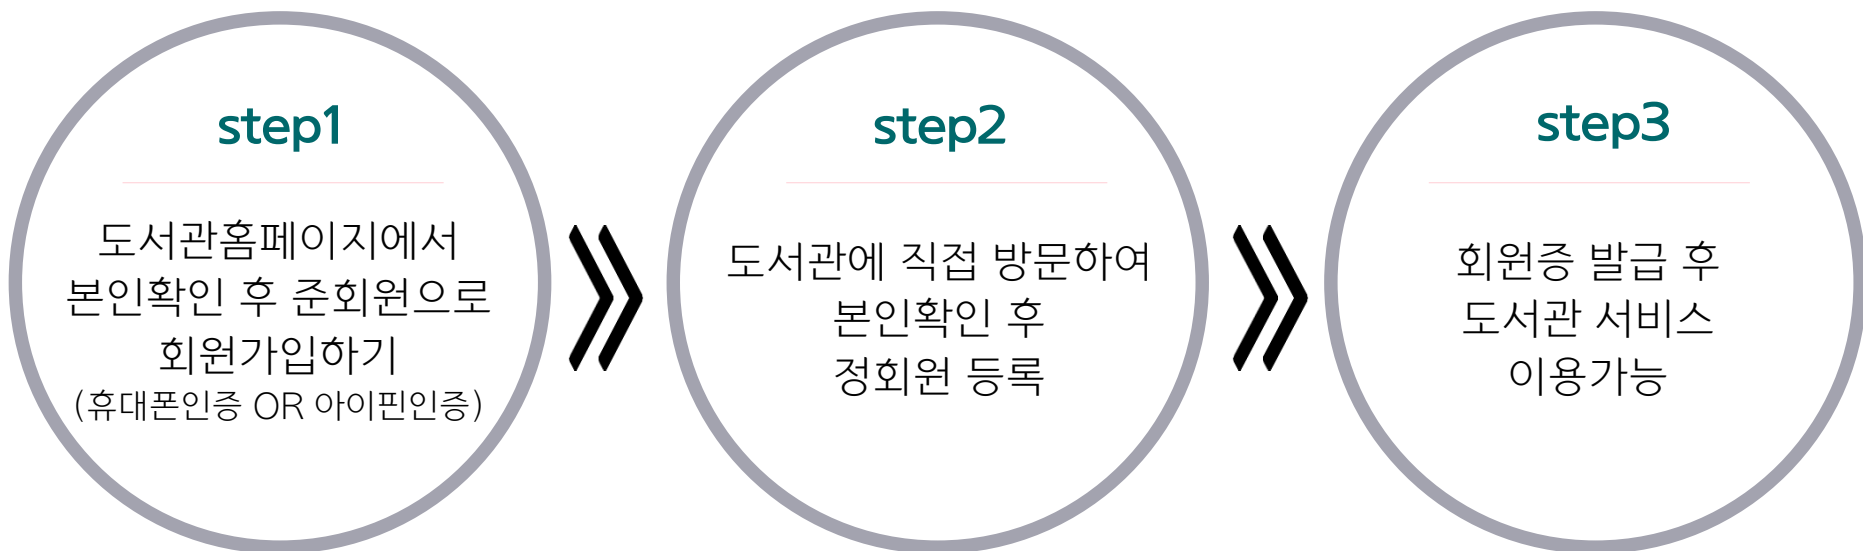 step1
도서관홈페이지에서
본인확인 후 준회원으로
회원가입하기
(휴대폰인증 OR 아이핀인증)
step2
도서관에 직접 방문하여
본인확인 후
정회원 등록
step3
회원증 발급 후
도서관 서비스
이용가능